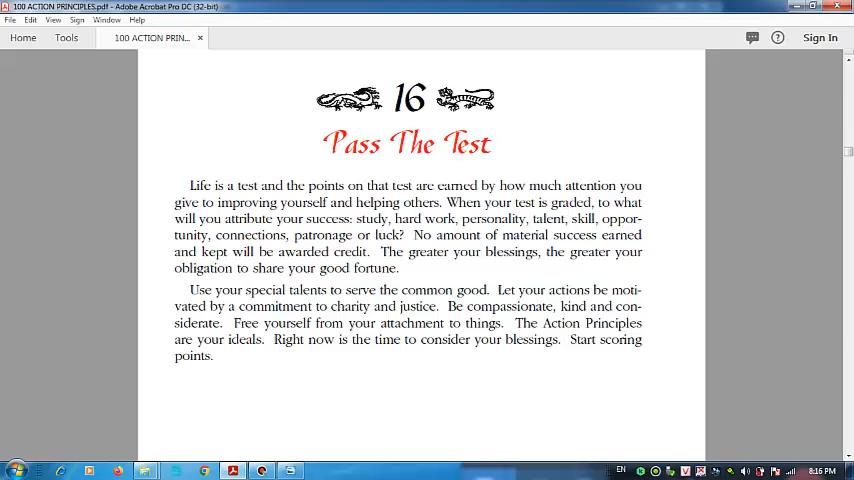 100 ACTION PRINCIPLES.pdf - Adobe Acrobat Pro DC (32-bit)
File Edit View Sign Window Help
Home Tools 100 ACTION PRIN... × Sign In
16
Pass The Test
Life is a test and the points on that test are earned by how much attention you
give to improving yourself and helping others. When your test is graded, to what
will you attribute your success: study, hard work, personality, talent, skill, oppor-
tunity, connections, patronage or luck? No amount of material success earned
and kept will be awarded credit. The greater your blessings, the greater your
obligation to share your good fortune.
Use your special talents to serve the common good. Let your actions be moti-
vated by a commitment to charity and justice. Be compassionate, kind and con-
siderate. Free yourself from your attachment to things. The Action Principles
are your ideals. Right now is the time to consider your blessings. Start scoring
points.
EN 8:16 PM